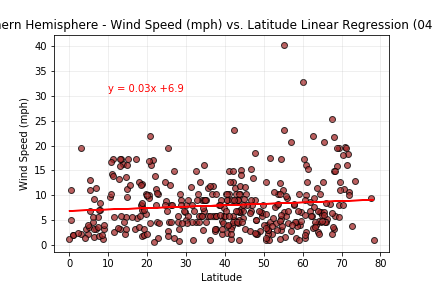 ern Hemisphere - Wind Speed (mph) vs. Latitude Linear Regression (04
y = 0.03x +6.9
Wind Speed (mph)
40
35
30
25
20
15
10
5
0
0 10 20 30 40 50 60 70 80
Latitude